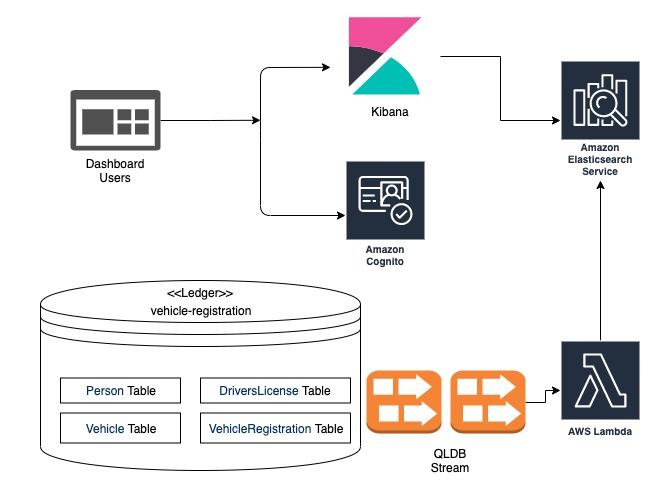 Kibana
Dashboard
Users
Amazon
Elasticsearch
Service
Amazon
Cognito
<<Ledger>>
vehicle-registration
Person Table
DriversLicense Table
Vehicle Table
VehicleRegistration Table
QLDB
Stream
AWS Lambda